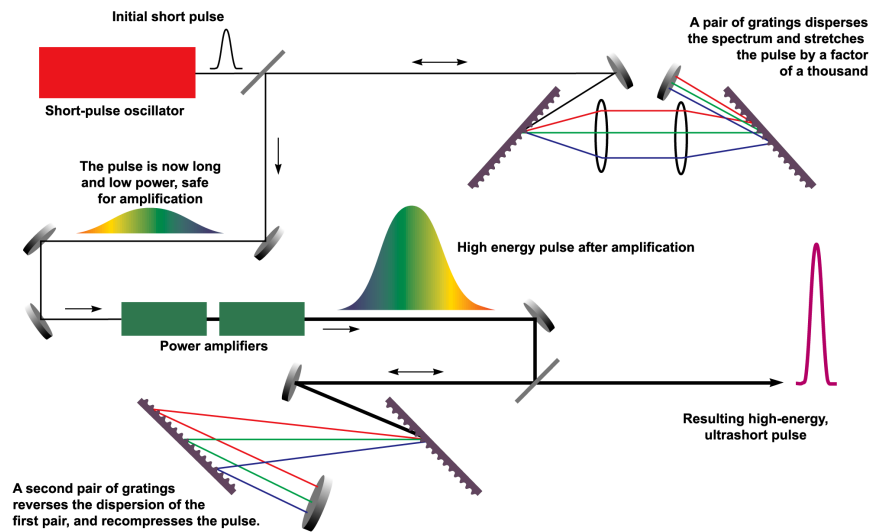 Initial short pulse
A pair of gratings disperses
the spectrum and stretches
the pulse by a factor
of a thousand
Short-pulse oscillator
The pulse is now long
and low power, safe
for amplification
High energy pulse after amplification
Power amplifiers
Resulting high-energy,
ultrashort pulse
A second pair of gratings
reverses the dispersion of the
first pair, and recompresses the pulse.